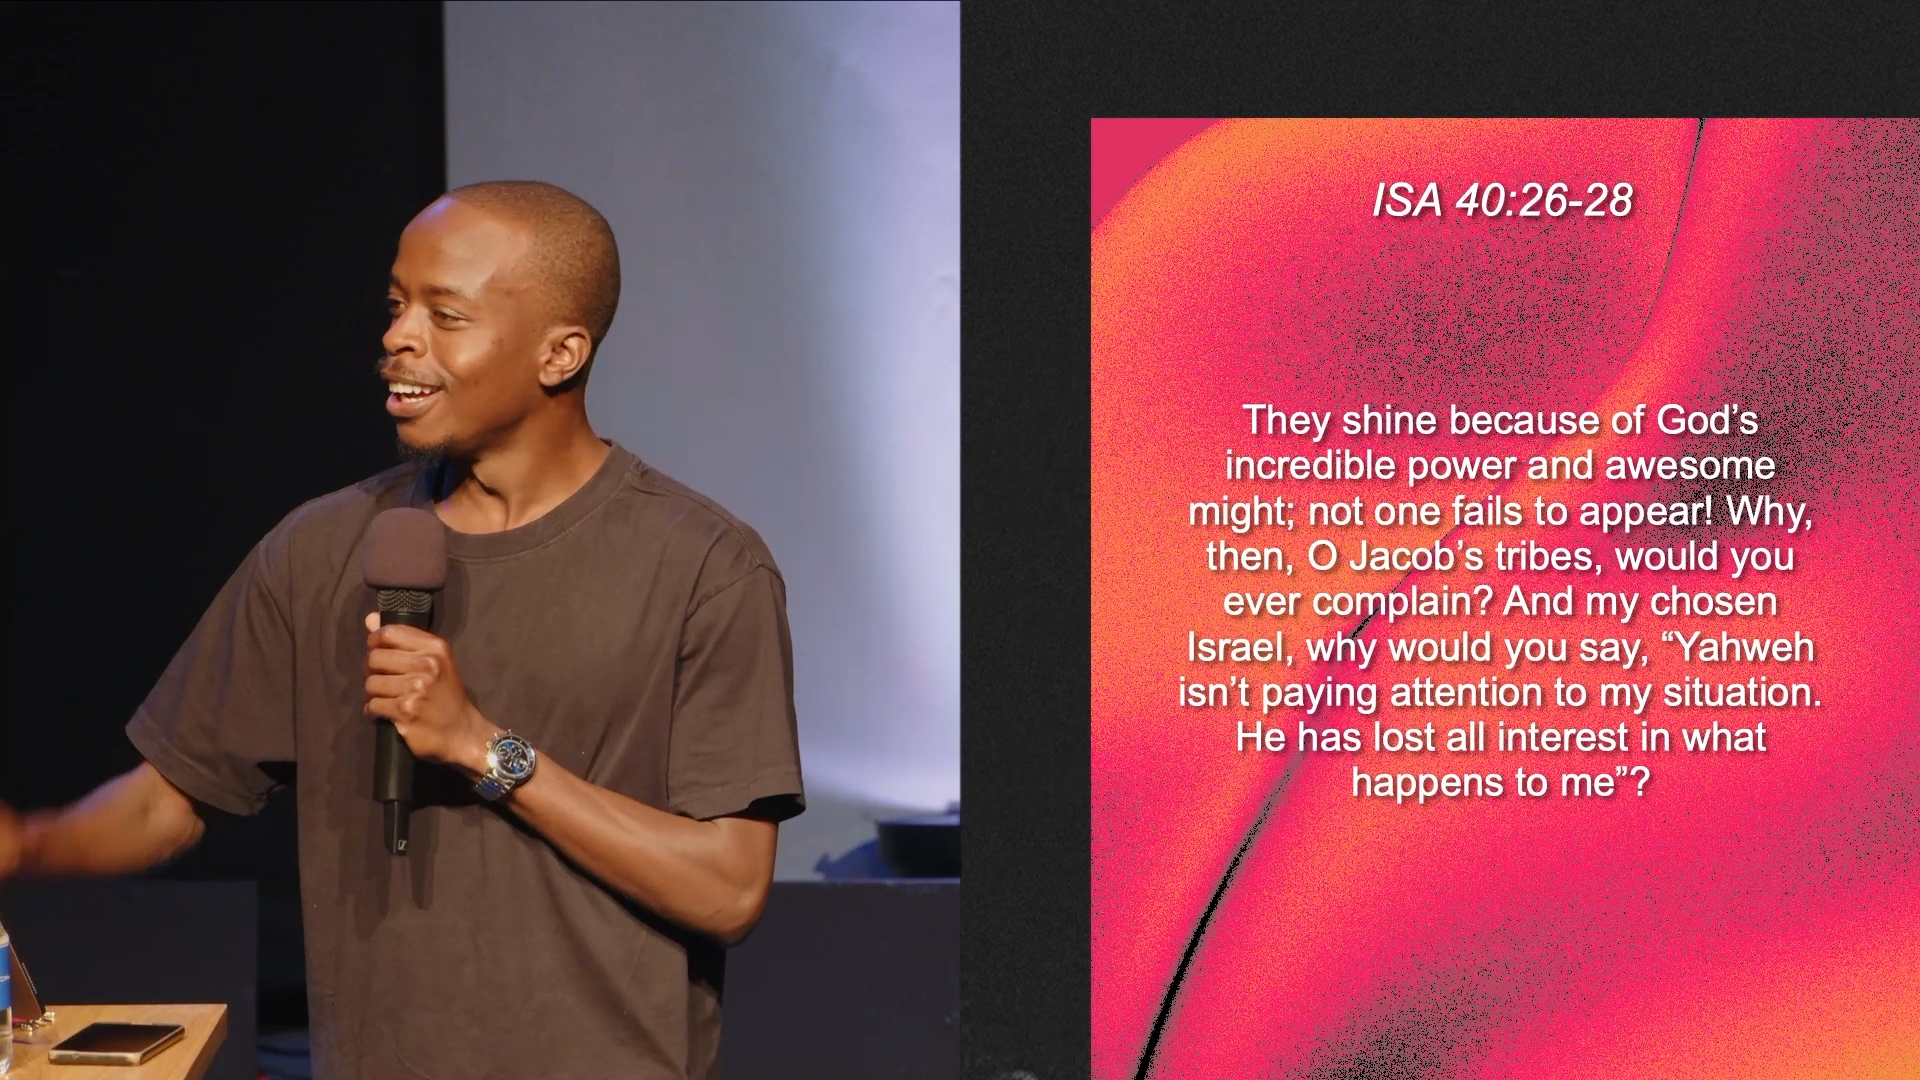 ISA 40:26-28
They shine because of God’s
incredible power and awesome
might; not one fails to appear! Why,
then, O Jacob’s tribes, would you
ever complain? And my chosen
Israel, why would you say, “Yahweh
isn’t paying attention to my situation.
He has lost all interest in what
happens to me”?